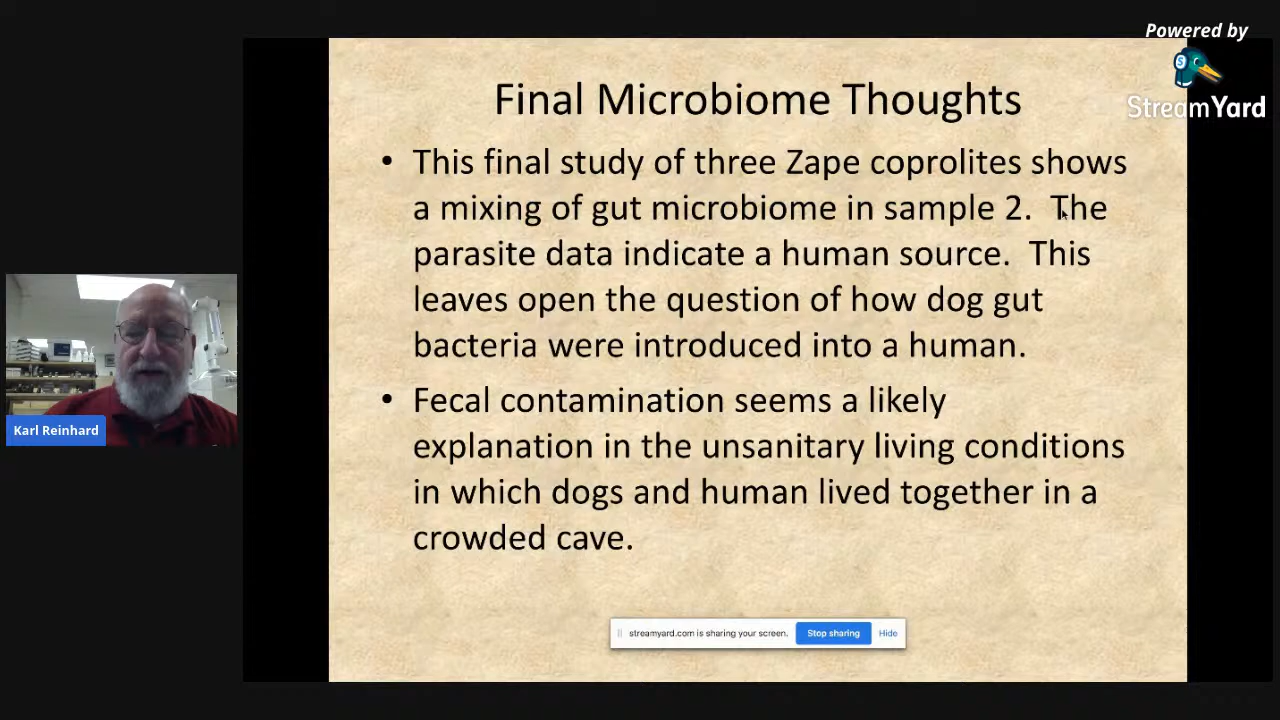 Powered by
StreamYard
Final Microbiome Thoughts
• This final study of three Zape coprolites shows
a mixing of gut microbiome in sample 2.  The
parasite data indicate a human source.  This
leaves open the question of how dog gut
bacteria were introduced into a human.
• Fecal contamination seems a likely
explanation in the unsanitary living conditions
in which dogs and human lived together in a
crowded cave.
Karl Reinhard
streamyard.com is sharing your screen. Stop sharing Hide